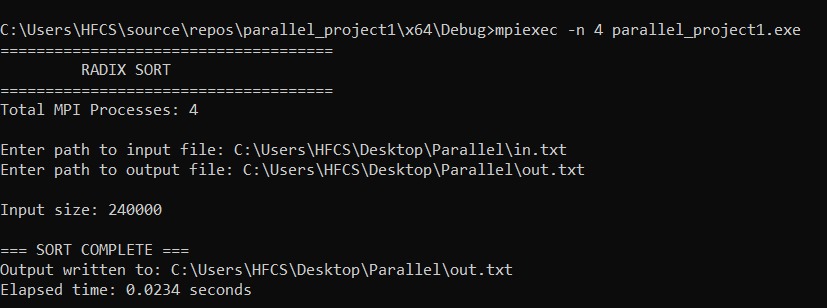 C:\Users\HFCS\source\repos\parallel_project1\x64\Debug>mpiexec -n 4 parallel_project1.exe
=====================================
RADIX SORT
=====================================
Total MPI Processes: 4
Enter path to input file: C:\Users\HFCS\Desktop\Parallel\in.txt
Enter path to output file: C:\Users\HFCS\Desktop\Parallel\out.txt
Input size: 240000
=== SORT COMPLETE ===
Output written to: C:\Users\HFCS\Desktop\Parallel\out.txt
Elapsed time: 0.0234 seconds